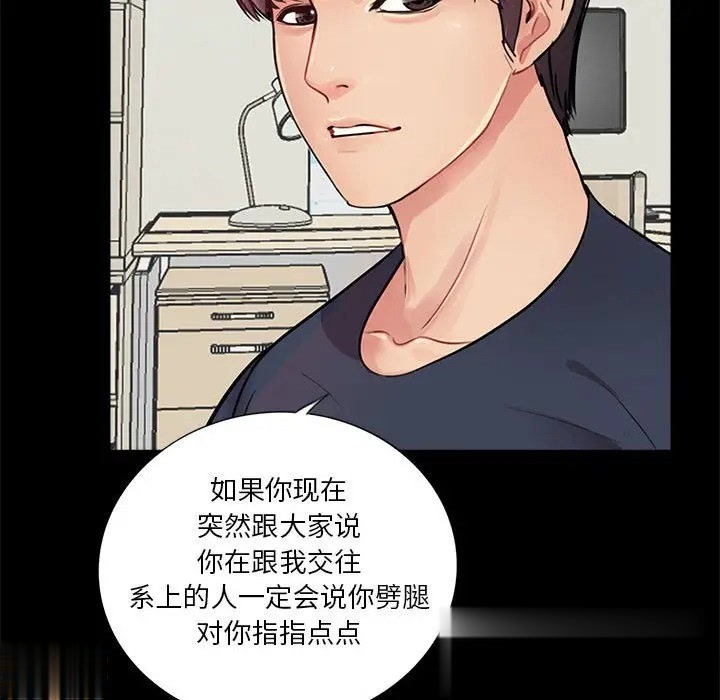 如果你现在
突然跟大家说
你在跟我交往
系上的人一定会说你劈腿
对你指指点点